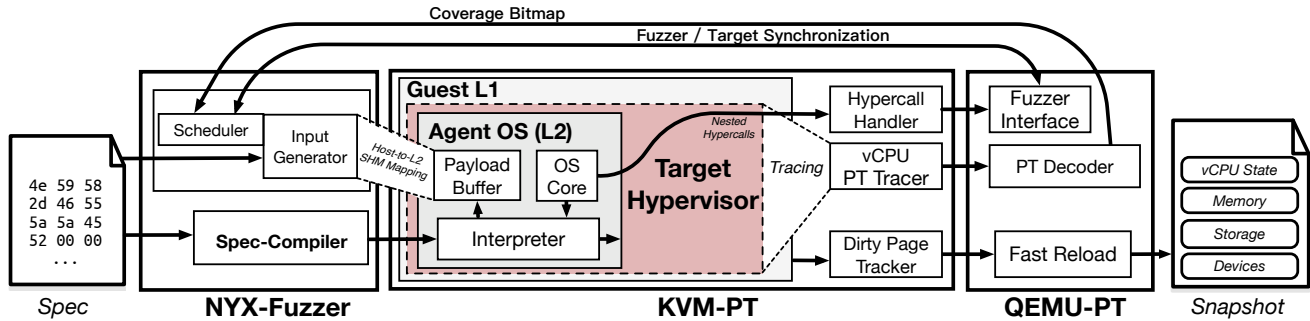 Coverage Bitmap
Fuzzer / Target Synchronization
Guest L1
Hypercall
Handler
Fuzzer
Interface
Scheduler
Input
Generator
Agent OS (L2)
Nested
Hypercalls
Host-to-L2
SHM Mapping
Payload
Buffer
OS
Core
Target
Hypervisor
Tracing
vCPU
PT Tracer
PT Decoder
4e 59 58
2d 46 55
5a 5a 45
52 00 00
...
vCPU State
Memory
Storage
Devices
Spec-Compiler
Interpreter
Dirty Page
Tracker
Fast Reload
Spec
NYX-Fuzzer
KVM-PT
QEMU-PT
Snapshot